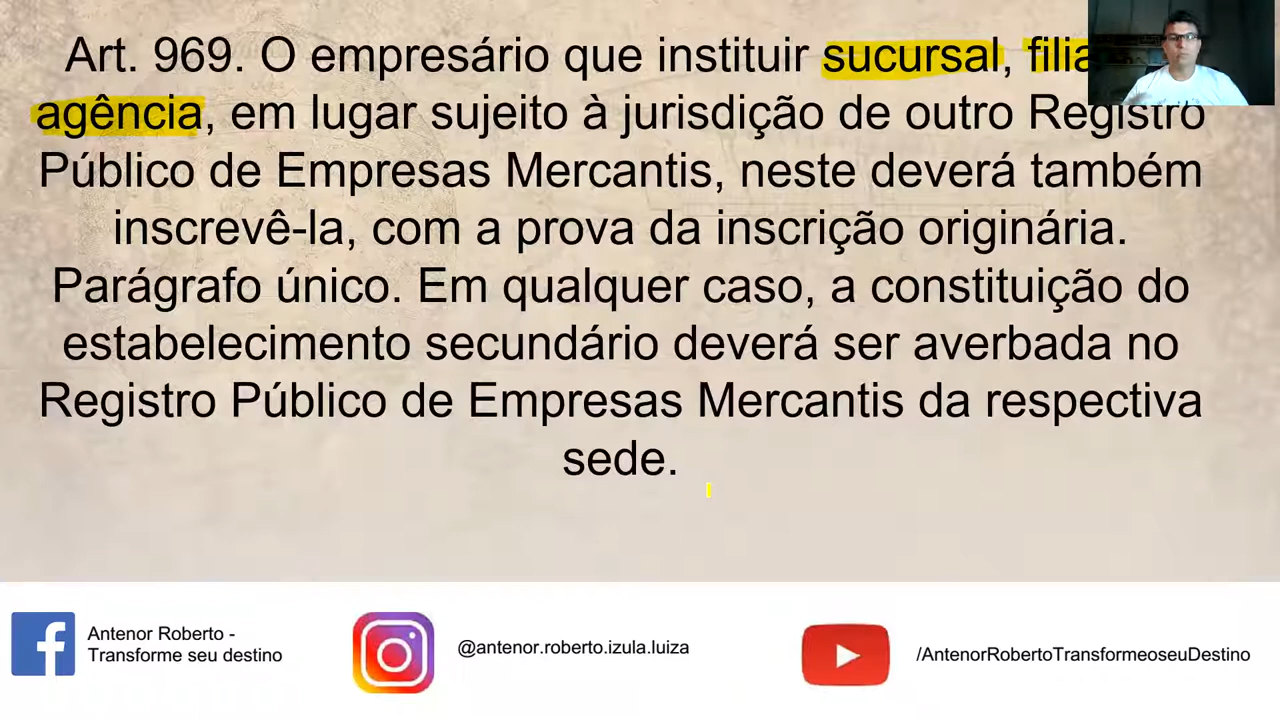 Art. 969. O empresário que instituir sucursal,
agência, em lugar sujeito à jurisdição de outro Registro
Público de Empresas Mercantis, neste deverá também
inscrevê-la, com a prova da inscrição originária.
Parágrafo único. Em qualquer caso, a constituição do
estabelecimento secundário deverá ser averbada no
Registro Público de Empresas Mercantis da respectiva
sede.
Antenor Roberto -
Transforme seu destino
@antenor.roberto.izula.luiza
/AntenorRobertoTransformeoseuDestino